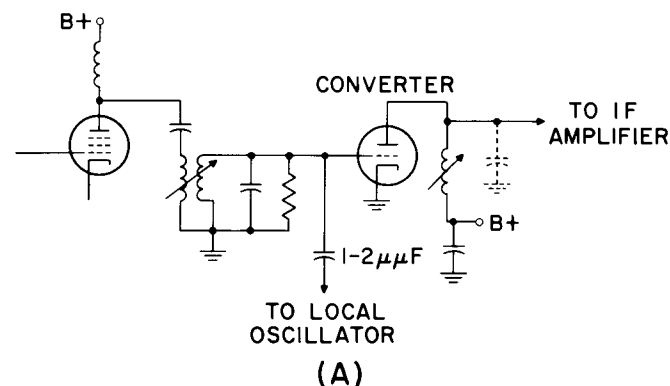 B+
CONVERTER
TO IF
AMPLIFIER
B+
1-2μμF
TO LOCAL
OSCILLATOR
(A)